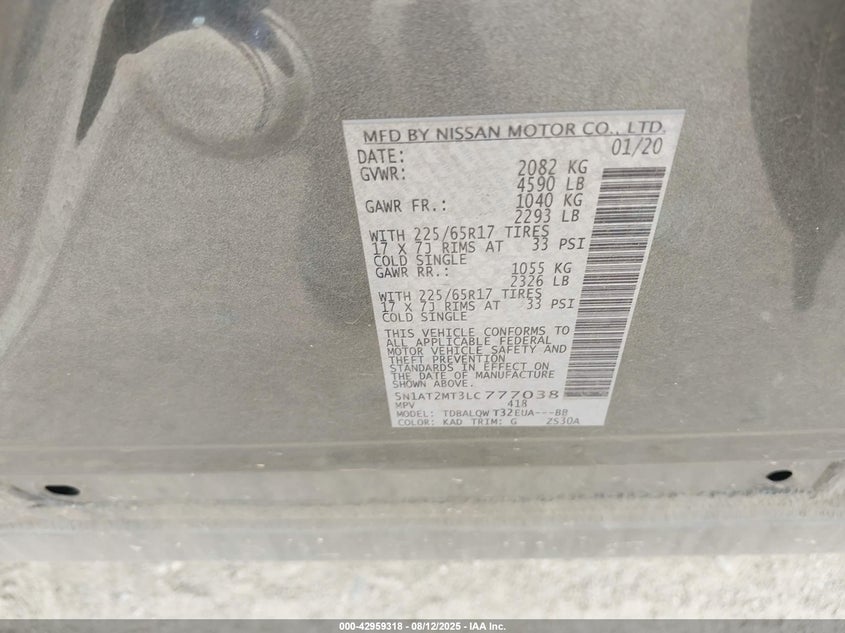 MFD BY NISSAN MOTOR CO., LTD.
DATE: 01/20
GVWR: 2082 KG
4590 LB
GAWR FR.: 1040 KG
2293 LB
WITH 225/65R17 TIRES
17 X 7J RIMS AT 33 PSI
COLD SINGLE
GAWR RR.: 1055 KG
2326 LB
WITH 225/65R17 TIRES
17 X 7J RIMS AT 33 PSI
COLD SINGLE
THIS VEHICLE CONFORMS TO
ALL APPLICABLE FEDERAL
MOTOR VEHICLE SAFETY AND
THEFT PREVENTION
STANDARDS IN EFFECT ON
THE DATE OF MANUFACTURE
SHOWN ABOVE.
5N1AT2MT3LC777038
MPV 418
MODEL: TDBALQWT32EUA---BB
COLOR: KAD TRIM: G ZS30A
000-42959318 - 08/12/2025 - IAA Inc.